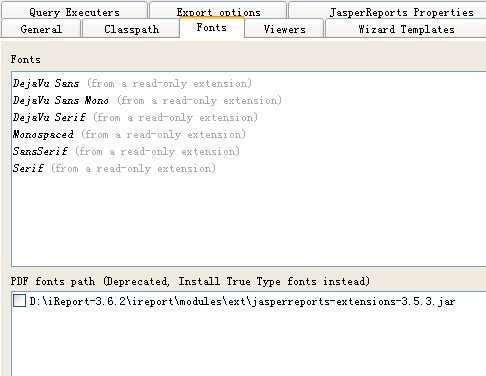 Query Executers Export options JasperReports Properties
General Classpath Fonts Viewers Wizard Templates
Fonts
DejaVu Sans (from a read-only extension)
DejaVu Sans Mono (from a read-only extension)
DejaVu Serif (from a read-only extension)
Monospaced (from a read-only extension)
SansSerif (from a read-only extension)
Serif (from a read-only extension)
PDF fonts path (Deprecated, Install True Type fonts instead)
D:\iReport-3.6.2\ireport\modules\ext\jasperreports-extensions-3.5.3.jar